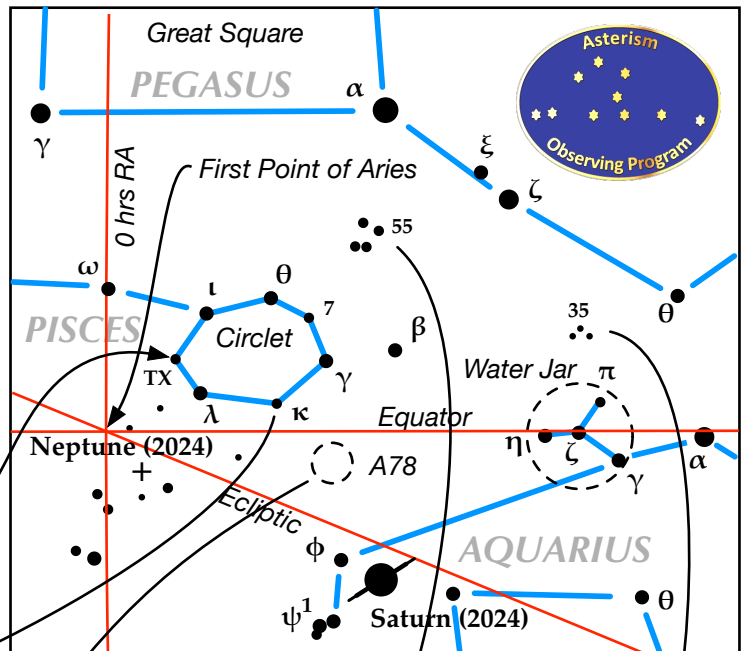 Great Square
Asterism
PEGASUS
α
γ
Observing Program
ξ
0 hrs RA
First Point of Aries
ζ
55
ω
ι
θ
7
θ
35
PISCES
Circlet
β
TX
Water Jar
π
γ
λ
κ
Equator
η
ζ
α
Neptune (2024)
A78
γ
Ecliptic
ϕ
AQUARIUS
ψ1
Saturn (2024)
θ